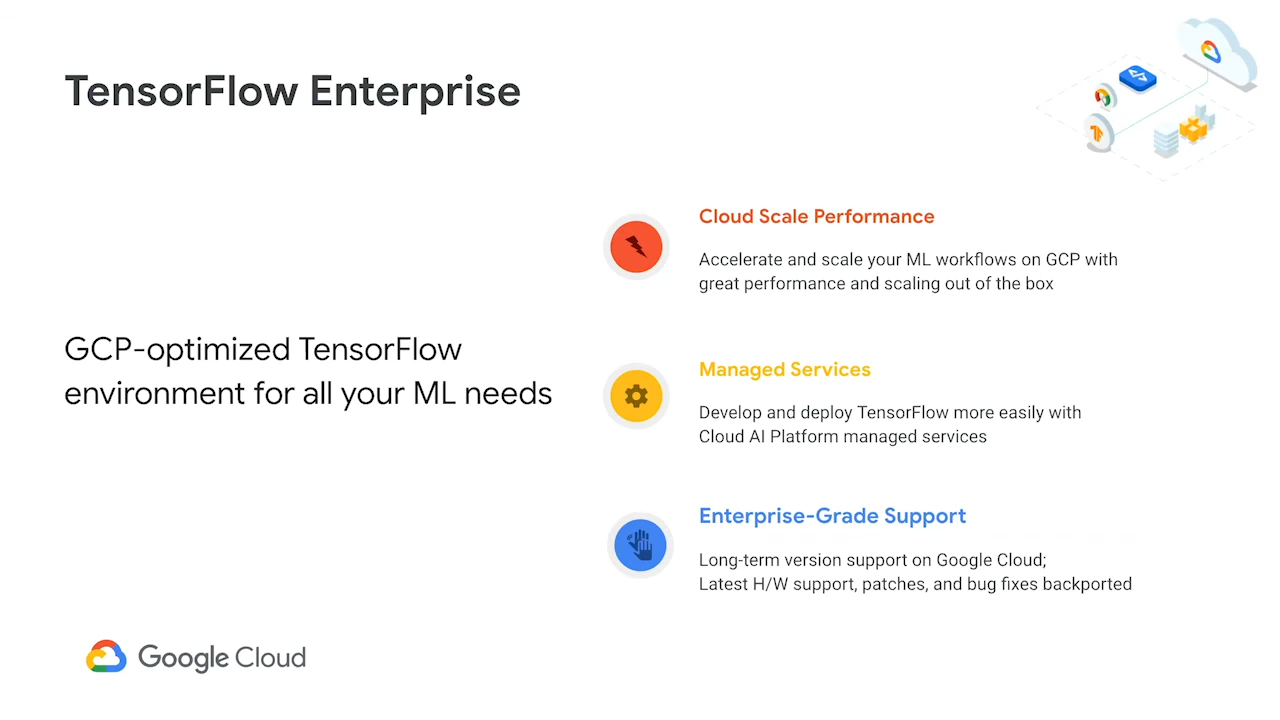 TensorFlow Enterprise
GCP-optimized TensorFlow
environment for all your ML needs
Cloud Scale Performance
Accelerate and scale your ML workflows on GCP with
great performance and scaling out of the box
Managed Services
Develop and deploy TensorFlow more easily with
Cloud AI Platform managed services
Enterprise-Grade Support
Long-term version support on Google Cloud;
Latest H/W support, patches, and bug fixes backported
Google Cloud